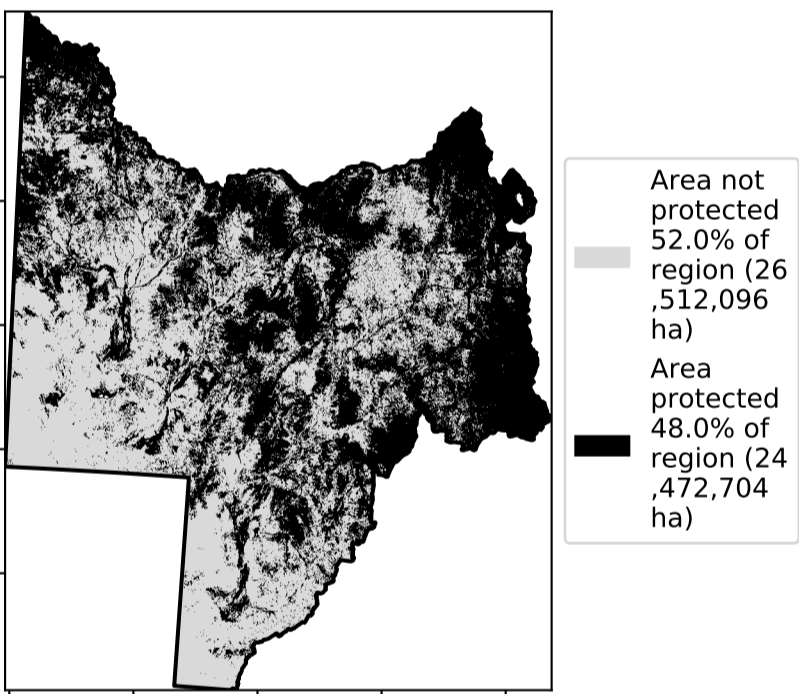 Area not
protected
52.0% of
region (26
,512,096
ha)
Area
protected
48.0% of
region (24
,472,704
ha)